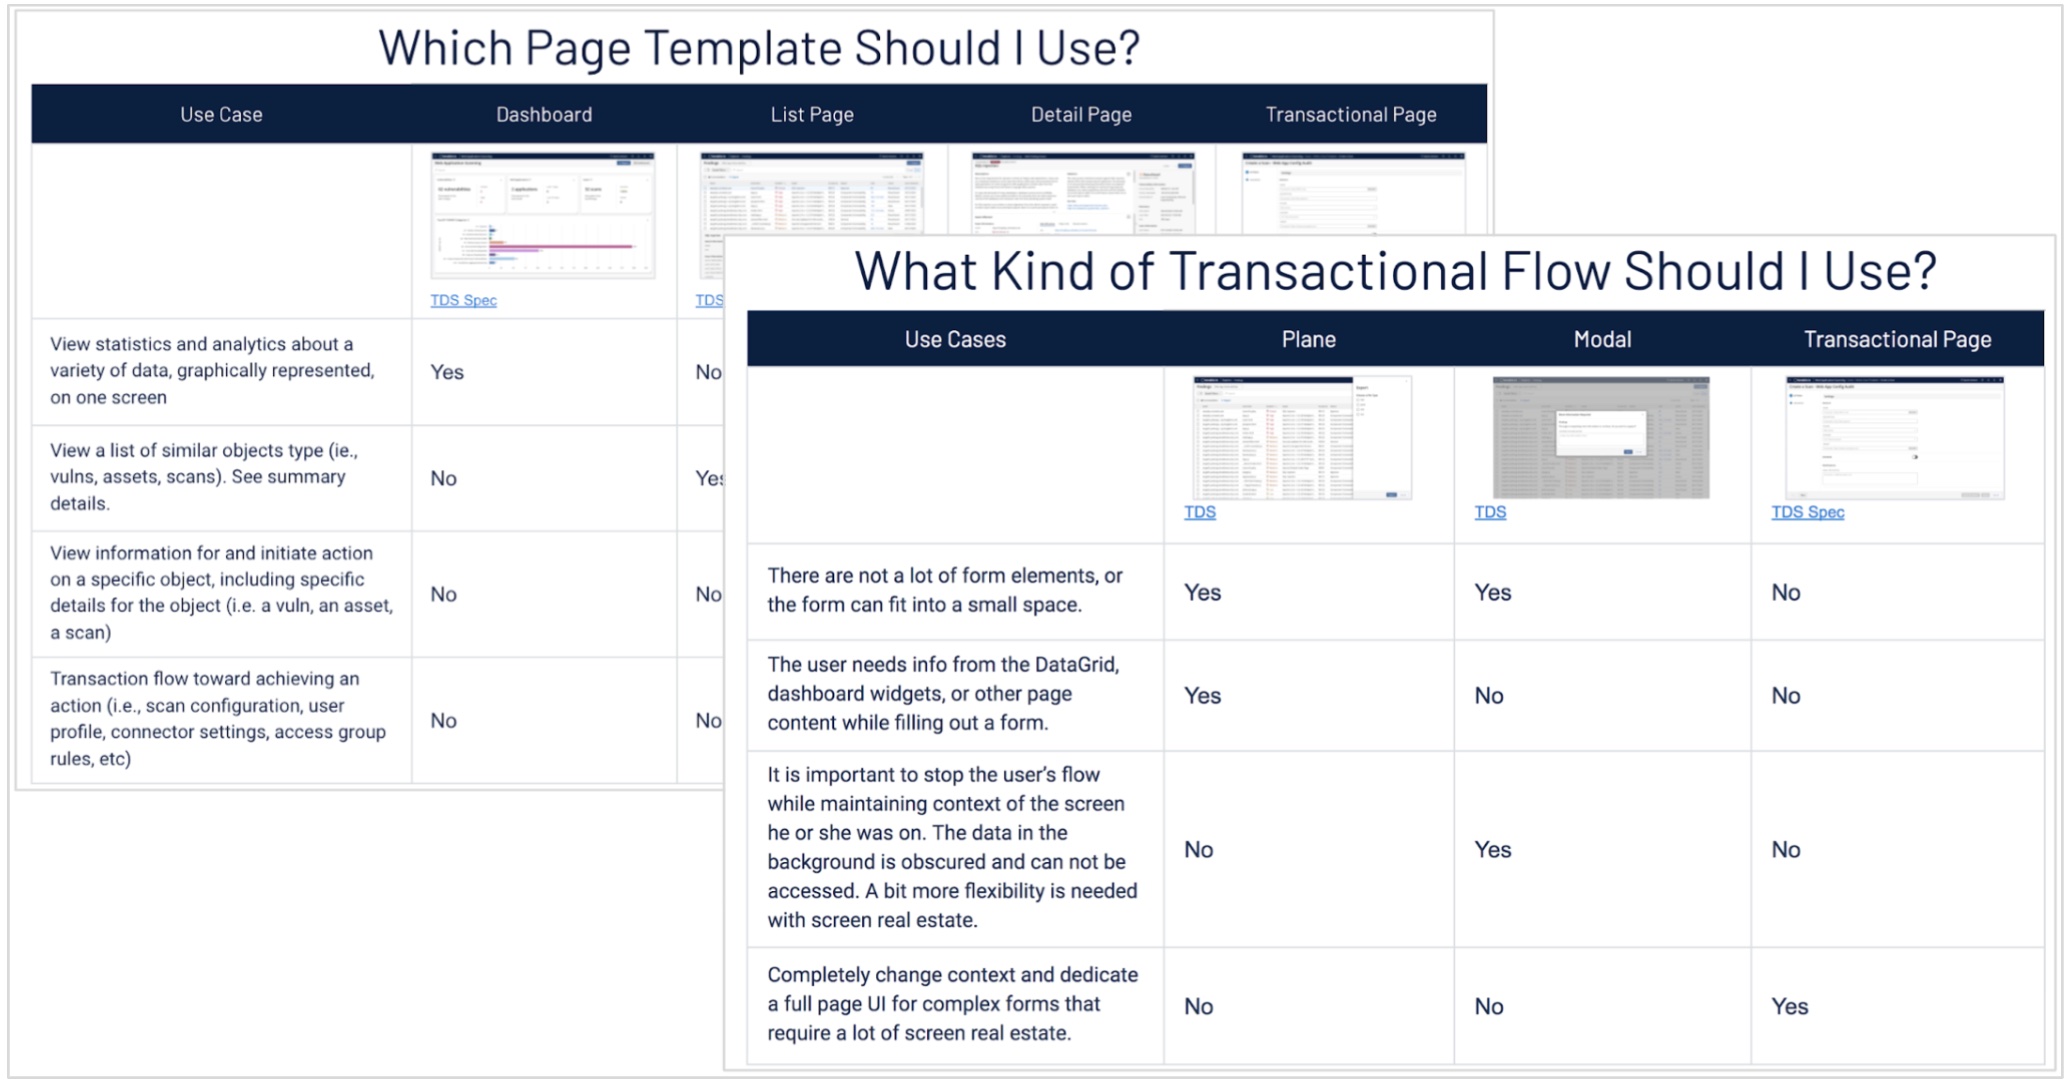 Which Page Template Should I Use?
Use Case Dashboard List Page Detail Page Transactional Page
TDS Spec TDS
View statistics and analytics about a
variety of data, graphically represented,
on one screen
Yes No
View a list of similar objects type (ie.,
vulns, assets, scans). See summary
details.
No Yes
View information for and initiate action
on a specific object, including specific
details for the object (i.e. a vuln, an asset,
a scan)
No No
Transaction flow toward achieving an
action (i.e., scan configuration, user
profile, connector settings, access group
rules, etc)
No No
What Kind of Transactional Flow Should I Use?
Use Cases Plane Modal Transactional Page
TDS TDS TDS Spec
There are not a lot of form elements, or
the form can fit into a small space.
Yes Yes No
The user needs info from the DataGrid,
dashboard widgets, or other page
content while filling out a form.
Yes No No
It is important to stop the user’s flow
while maintaining context of the screen
he or she was on. The data in the
background is obscured and can not be
accessed. A bit more flexibility is needed
with screen real estate.
No Yes No
Completely change context and dedicate
a full page UI for complex forms that
require a lot of screen real estate.
No No Yes